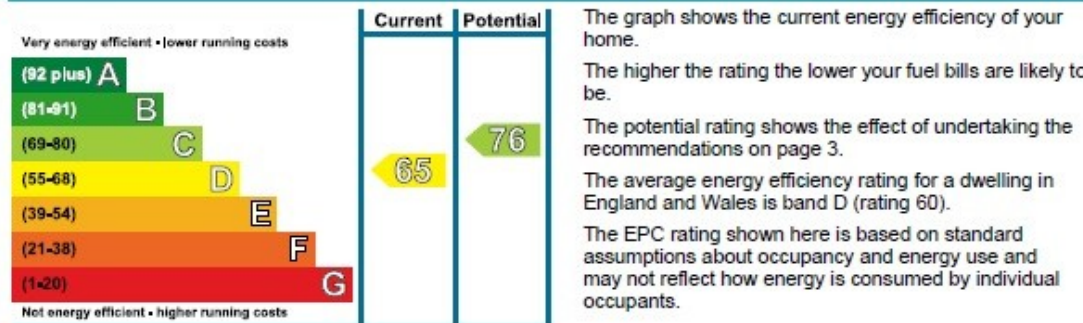 Current Potential
Very energy efficient - lower running costs
(92 plus) A
(81-91) B
(69-80) C
(55-68) D
(39-54) E
(21-38) F
(1-20) G
Not energy efficient - higher running costs
65
76
The graph shows the current energy efficiency of your
home.
The higher the rating the lower your fuel bills are likely to
be.
The potential rating shows the effect of undertaking the
recommendations on page 3.
The average energy efficiency rating for a dwelling in
England and Wales is band D (rating 60).
The EPC rating shown here is based on standard
assumptions about occupancy and energy use and
may not reflect how energy is consumed by individual
occupants.